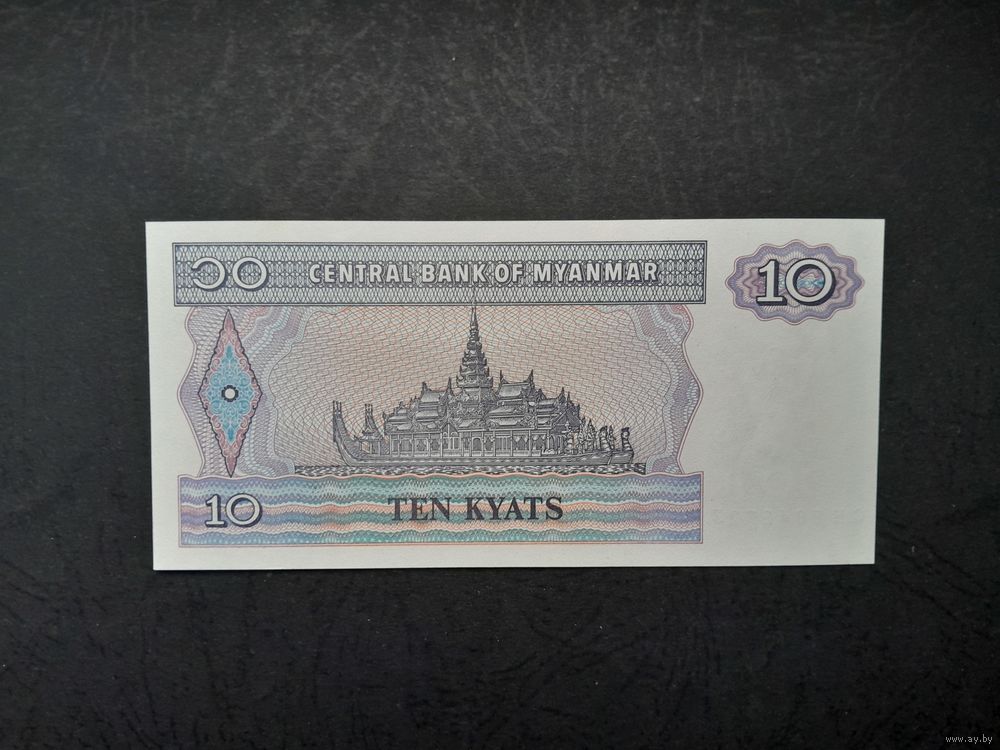 ၁၀ CENTRAL BANK OF MYANMAR 10
10 TEN KYATS
www.ay.by